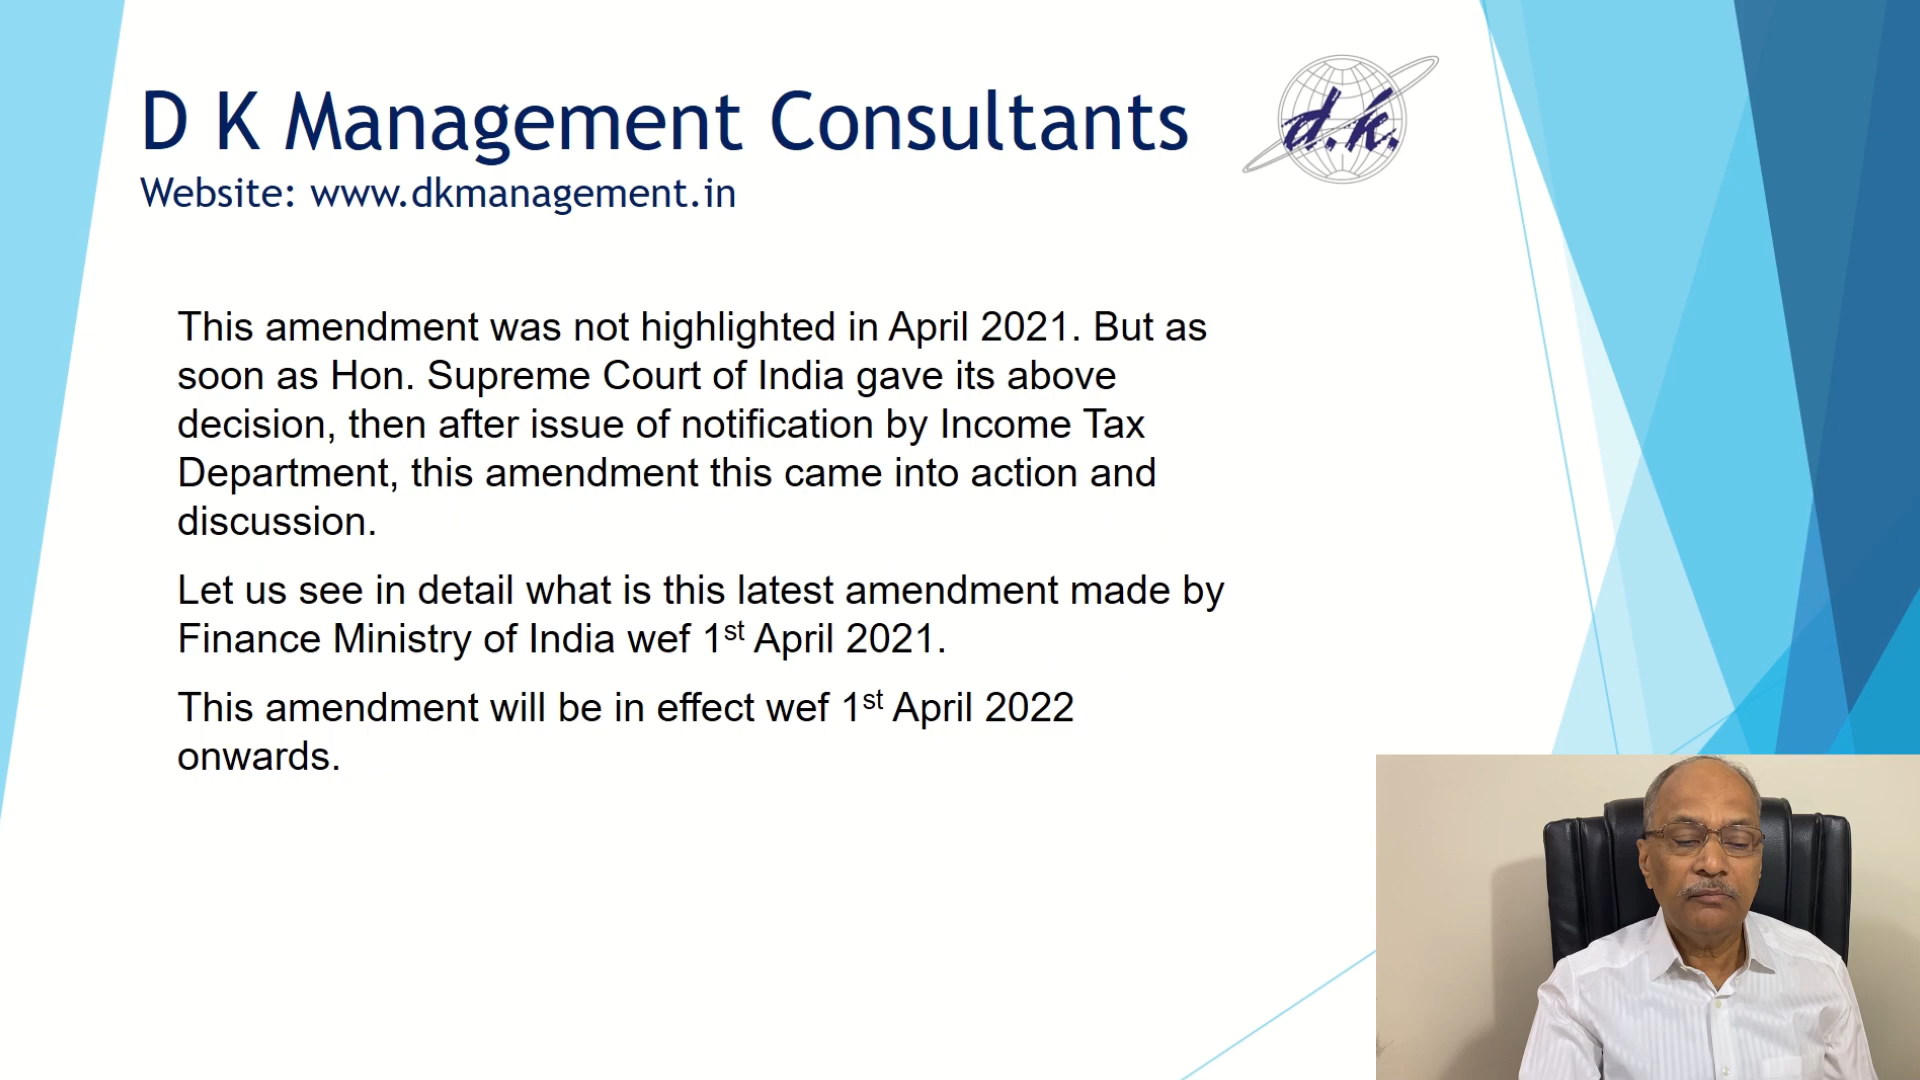 D K Management Consultants
Website: www.dkmanagement.in
d.k.
This amendment was not highlighted in April 2021. But as
soon as Hon. Supreme Court of India gave its above
decision, then after issue of notification by Income Tax
Department, this amendment this came into action and
discussion.
Let us see in detail what is this latest amendment made by
Finance Ministry of India wef 1st April 2021.
This amendment will be in effect wef 1st April 2022
onwards.